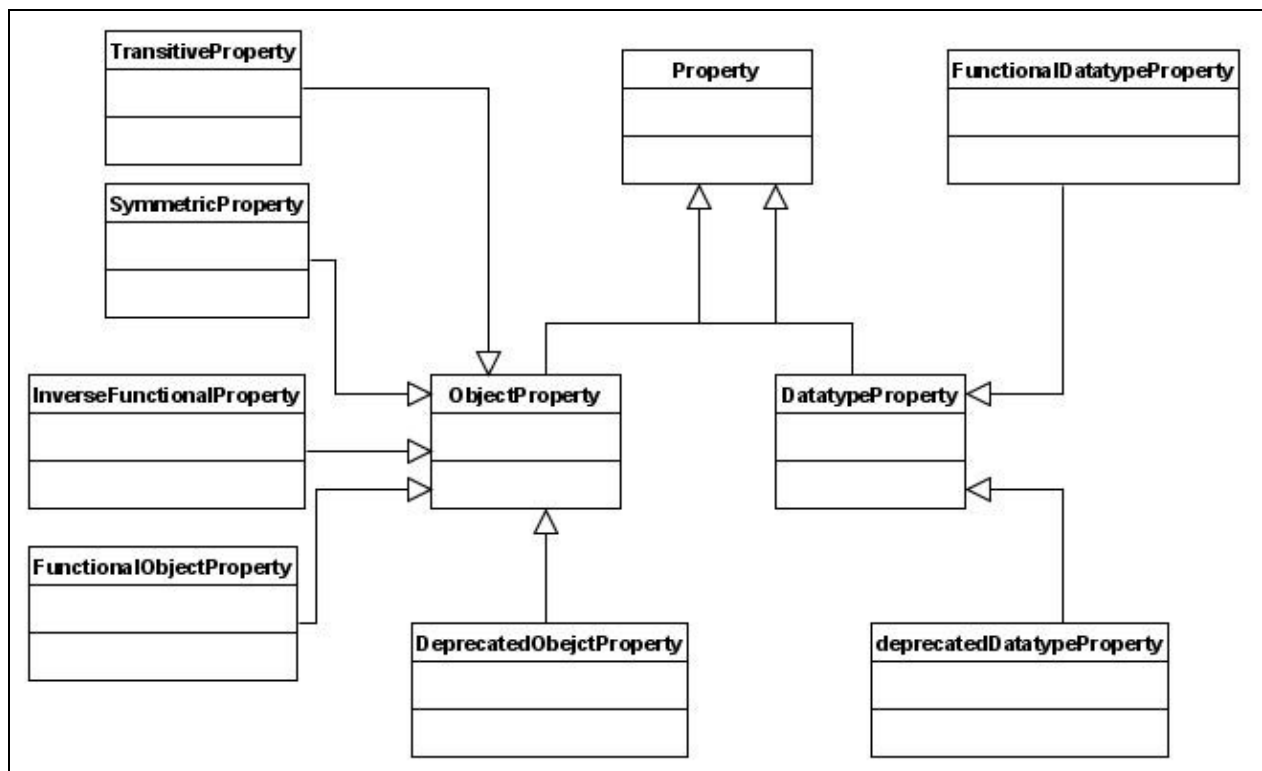 TransitiveProperty
Property
FunctionalDatatypeProperty
SymmetricProperty
InverseFunctionalProperty
ObjectProperty
DatatypeProperty
FunctionalObjectProperty
DeprecatedObejctProperty
deprecatedDatatypeProperty